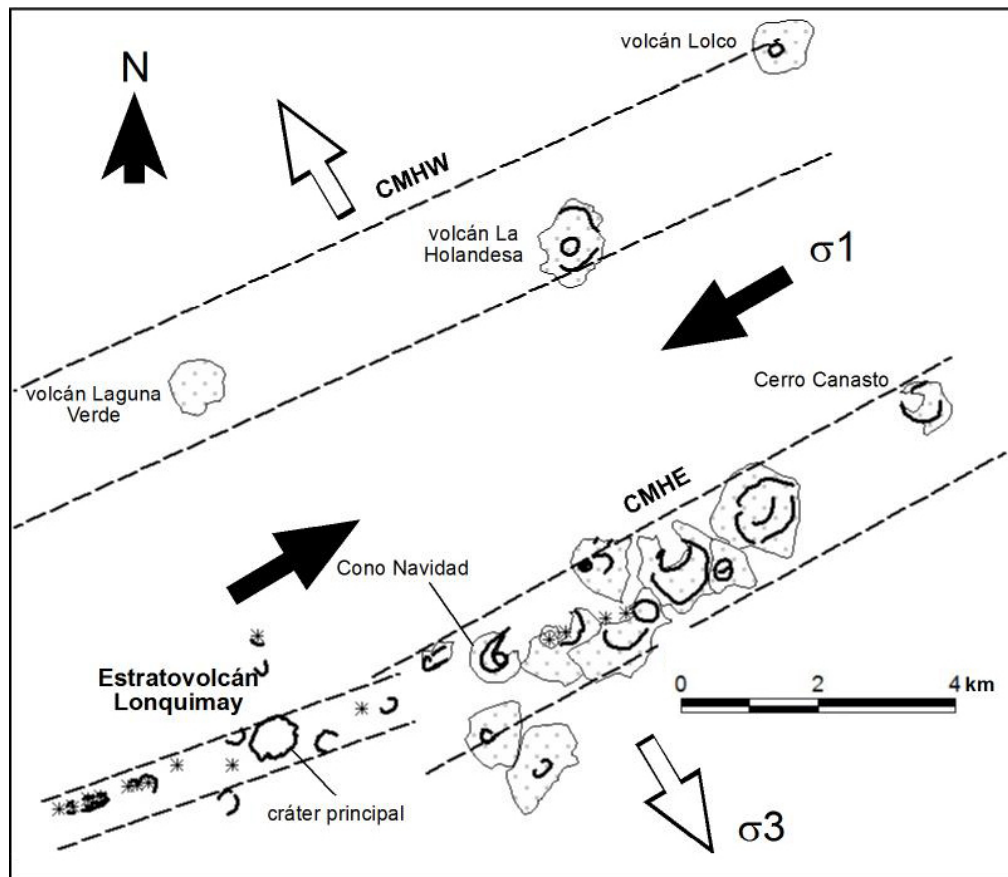 volcán Lolco
N
CMHW
volcán La
Holandesa
σ1
volcán Laguna
Verde
Cerro Canasto
CMHE
Cono Navidad
Estratovolcán
Lonquimay
0 2 4 km
cráter principal
σ3